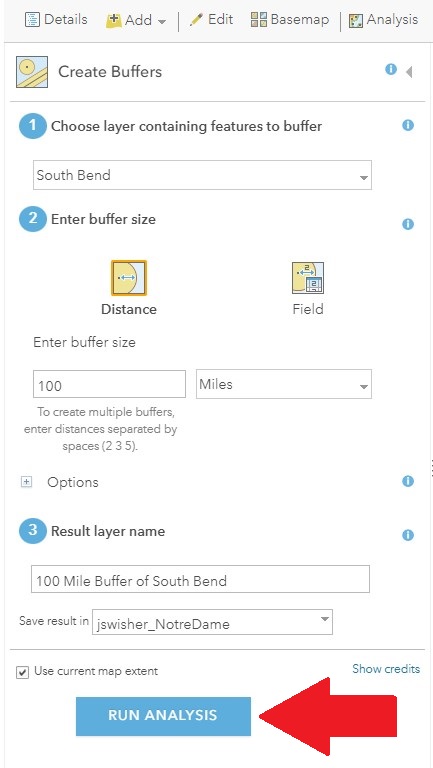 Details Add Edit Basemap Analysis
Create Buffers
1 Choose layer containing features to buffer
South Bend
2 Enter buffer size
Distance Field
Enter buffer size
100 Miles
To create multiple buffers,
enter distances separated by
spaces (2 3 5).
Options
3 Result layer name
100 Mile Buffer of South Bend
Save result in jswisher_NotreDame
Use current map extent Show credits
RUN ANALYSIS